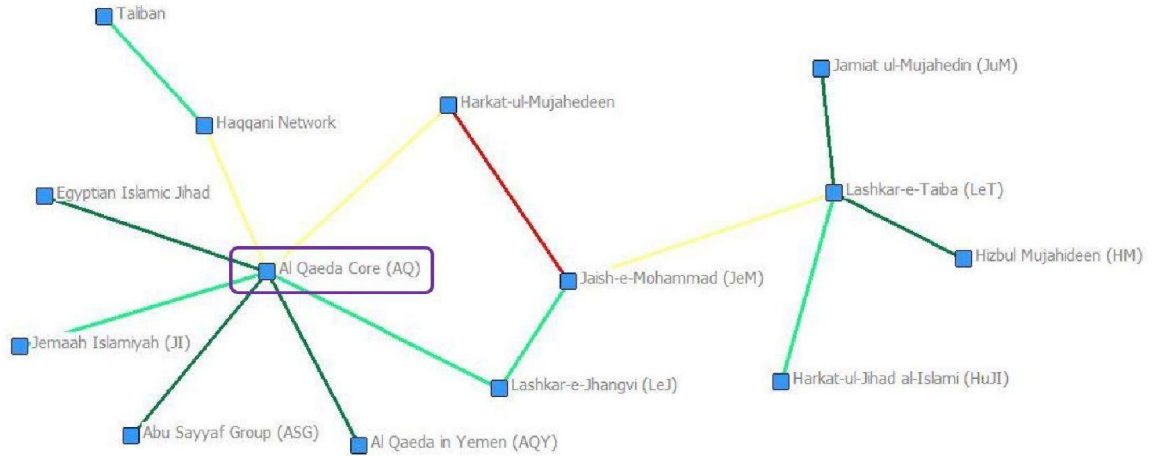 Taliban
Jamiat ul-Mujahedin (JuM)
Harkat-ul-Mujahedeen
Haqqani Network
Egyptian Islamic Jihad
Lashkar-e-Taiba (LeT)
Hizbul Mujahideen (HM)
Al Qaeda Core (AQ)
Jaish-e-Mohammad (JeM)
Jemaah Islamiyah (JI)
Lashkar-e-Jhangvi (LeJ)
Harkat-ul-Jihad al-Islami (HuJI)
Abu Sayyaf Group (ASG)
Al Qaeda in Yemen (AQY)